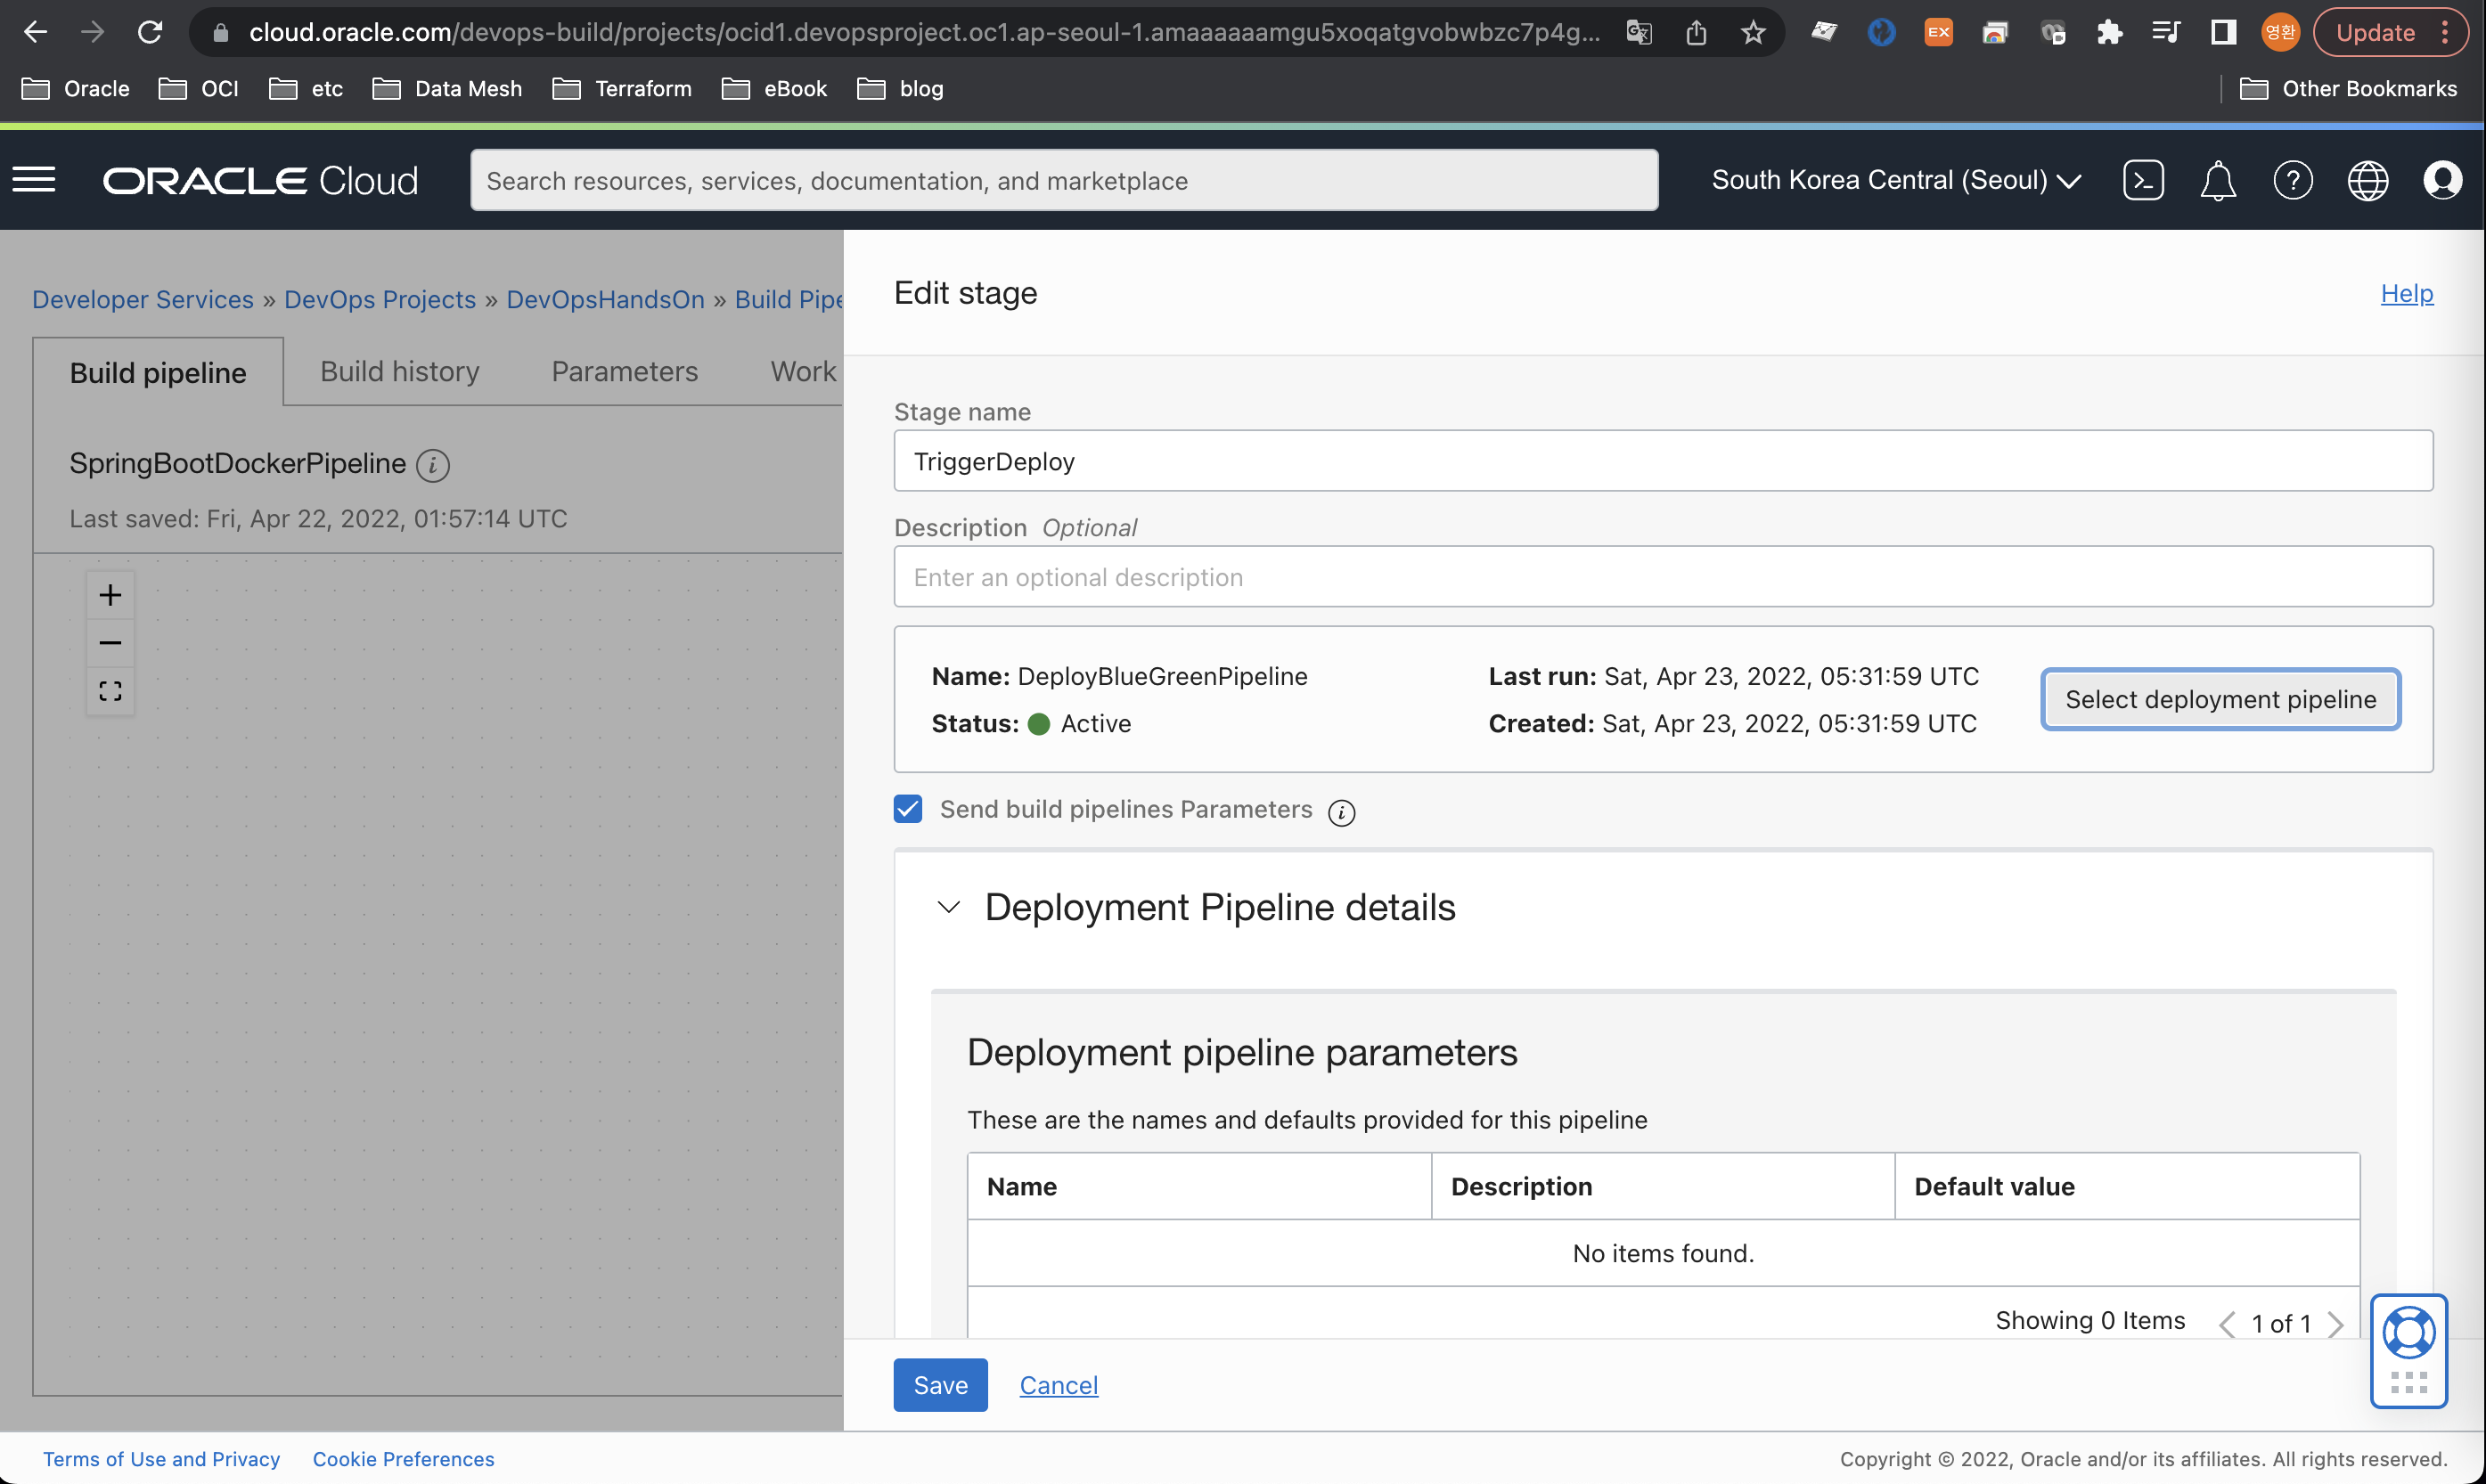 cloud.oracle.com/devops-build/projects/ocid1.devopsproject.oc1.ap-seoul-1.amaaaaaamgu5xoqatgvobwbzc7p4g...
EX
영환
Update
Oracle
OCI
etc
Data Mesh
Terraform
eBook
blog
Other Bookmarks
ORACLE Cloud
Search resources, services, documentation, and marketplace
South Korea Central (Seoul)
Developer Services » DevOps Projects » DevOpsHandsOn » Build Pipe
Build pipeline
Build history
Parameters
Work
SpringBootDockerPipeline
Last saved: Fri, Apr 22, 2022, 01:57:14 UTC
Edit stage
Help
Stage name
TriggerDeploy
Description Optional
Enter an optional description
Name: DeployBlueGreenPipeline
Last run: Sat, Apr 23, 2022, 05:31:59 UTC
Status: Active
Created: Sat, Apr 23, 2022, 05:31:59 UTC
Select deployment pipeline
Send build pipelines Parameters
Deployment Pipeline details
Deployment pipeline parameters
These are the names and defaults provided for this pipeline
Name
Description
Default value
No items found.
Showing 0 Items
1 of 1
Save
Cancel
Terms of Use and Privacy
Cookie Preferences
Copyright © 2022, Oracle and/or its affiliates. All rights reserved.